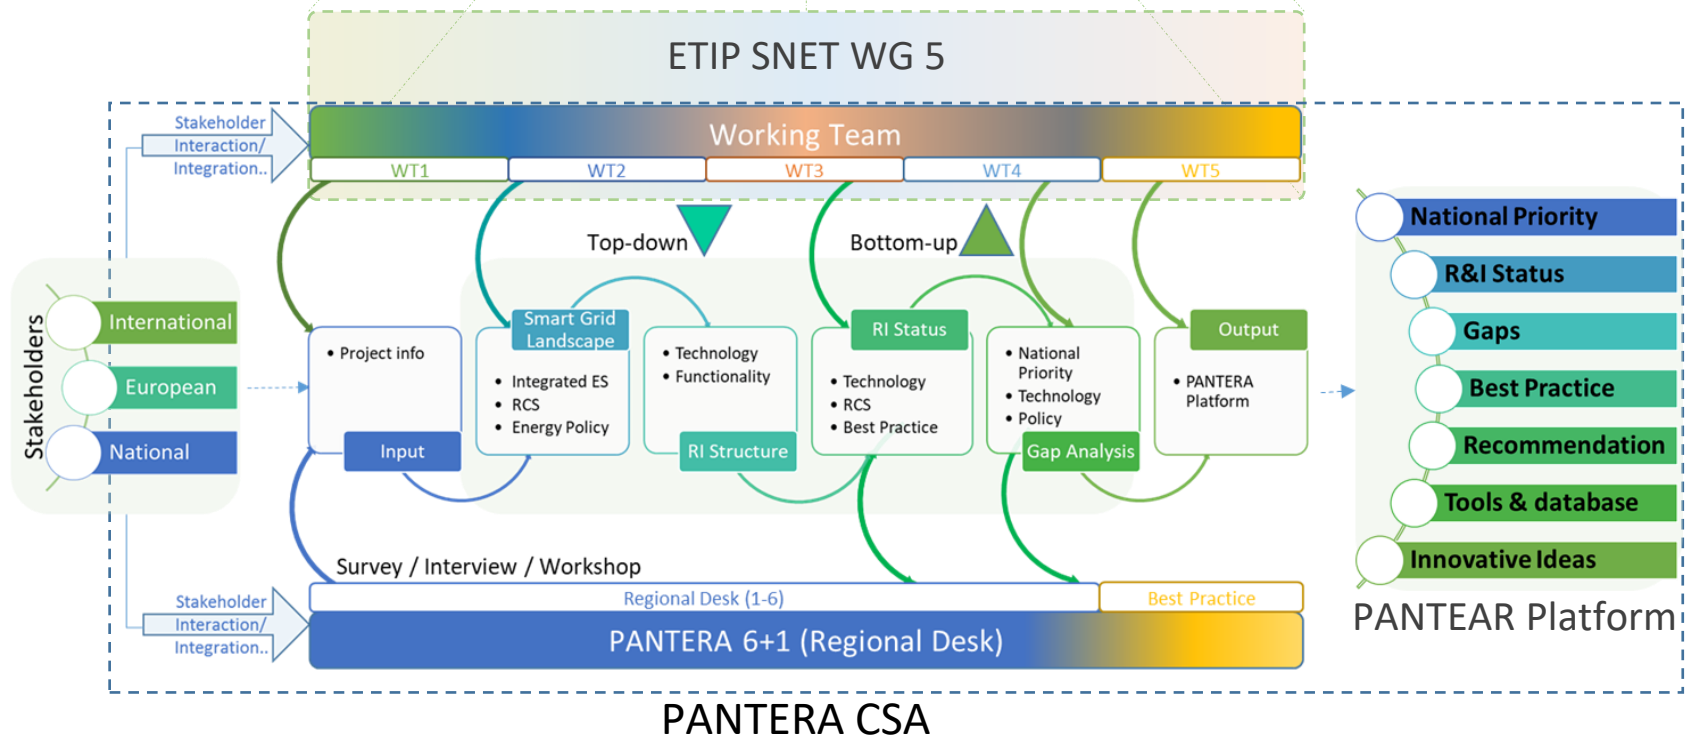 ETIP SNET WG 5
Stakeholder
Interaction/
Integration..
Working Team
WT1
WT2
WT3
WT4
WT5
Top-down
Bottom-up
Stakeholders
International
European
National
• Project info
Input
Smart Grid
Landscape
• Integrated ES
• RCS
• Energy Policy
• Technology
• Functionality
RI Structure
RI Status
• Technology
• RCS
• Best Practice
• National
Priority
• Technology
• Policy
Gap Analysis
Output
• PANTERA
Platform
National Priority
R&I Status
Gaps
Best Practice
Recommendation
Tools & database
Innovative Ideas
PANTEAR Platform
Survey / Interview / Workshop
Stakeholder
Interaction/
Integration..
Regional Desk (1-6)
Best Practice
PANTERA 6+1 (Regional Desk)
PANTERA CSA